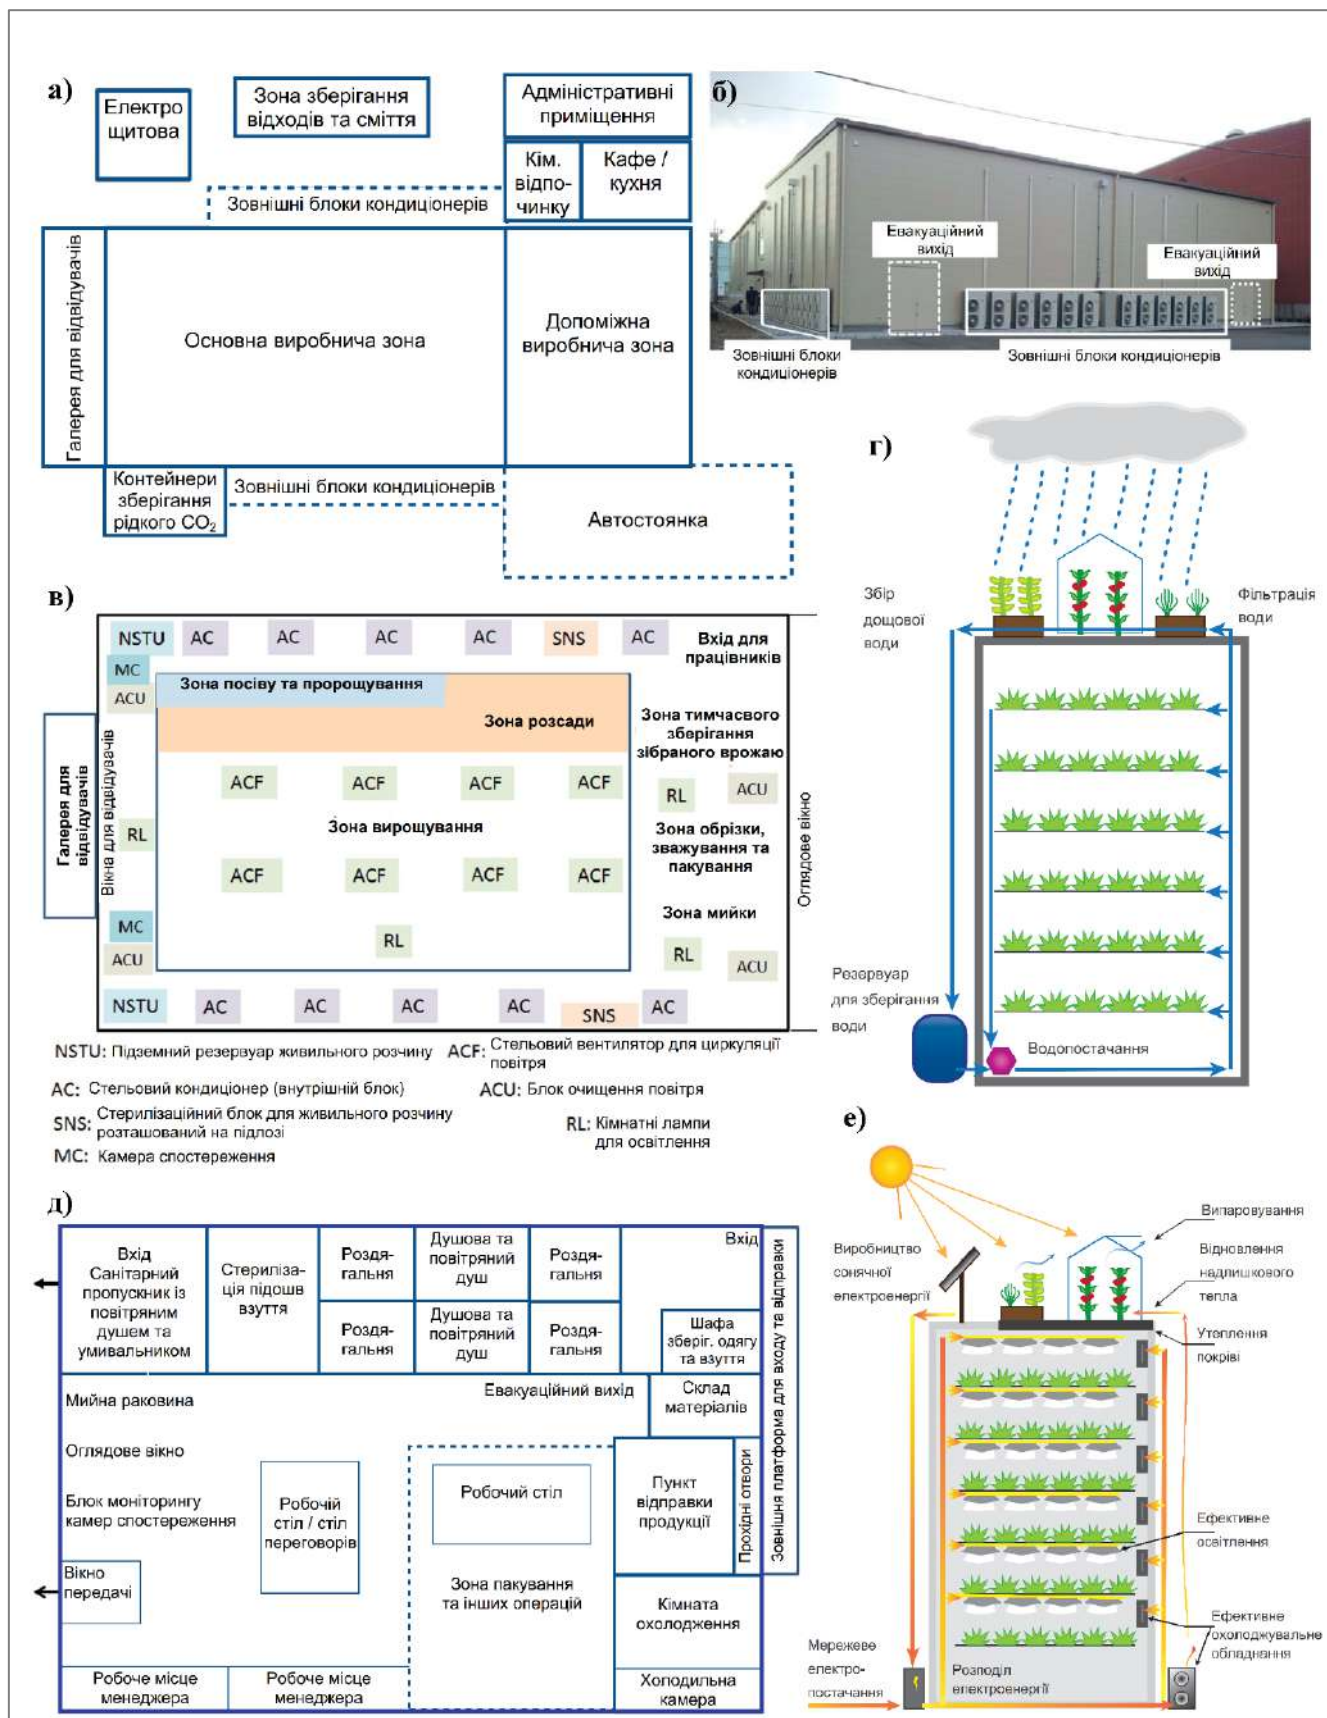 а)
Електро
щитова
Зона зберігання
відходів та сміття
Адміністративні
приміщення
Кім.
відпо-
чинку
Кафе /
кухня
Зовнішні блоки кондиціонерів
Галерея для відвідувачів
Основна виробнича зона
Допоміжна
виробнича зона
Контейнери
зберігання
рідкого CO₂
Зовнішні блоки кондиціонерів
Автостоянка
б)
Евакуаційний
вихід
Евакуаційний
вихід
Зовнішні блоки
кондиціонерів
Зовнішні блоки кондиціонерів
в)
NSTU
AC
AC
AC
AC
SNS
AC
Вхід для
працівників
MC
ACU
Зона посіву та пророщування
Зона розсади
Зона тимчасвого
зберігання
зібраного врожаю
Галерея для
відвідувачів
Вікна для відвідувачів
ACF
ACF
ACF
ACF
RL
ACU
RL
Зона вирощування
Зона обрізки,
зважування та
пакування
Оглядове вікно
ACF
ACF
ACF
ACF
MC
Зона мийки
ACU
RL
RL
ACU
NSTU
AC
AC
AC
AC
SNS
AC
NSTU: Підземний резервуар живильного розчину
ACF: Стельовий вентилятор для циркуляції
повітря
AC: Стельовий кондиціонер (внутрішній блок)
ACU: Блок очищення повітря
SNS: Стерилізаційний блок для живильного розчину
розташований на підлозі
RL: Кімнатні лампи
для освітлення
MC: Камера спостереження
г)
Збір
дощової
води
Фільтрація
води
Резервуар
для зберігання
води
Водопостачання
д)
Вхід
Санітарний
пропускник із
повітряним
душем та
умивальником
Стериліза-
ція підошв
взуття
Роздя-
гальня
Душова та
повітряний
душ
Роздя-
гальня
Вхід
Роздя-
гальня
Душова та
повітряний
душ
Роздя-
гальня
Шафа
зберіг. одягу
та взуття
Зовнішня платформа для входу та відправки
Мийна раковина
Евакуаційний вихід
Склад
матеріалів
Оглядове вікно
Блок моніторингу
камер спостереження
Робочій
стіл / стіл
переговорів
Робочий стіл
Пункт
відправки
продукції
Прохідні отвори
Вікно
передачі
Зона пакування
та інших операцій
Кімната
охолодження
Робоче місце
менеджера
Робоче місце
менеджера
Холодильна
камера
е)
Випаровування
Виробництво
сонячної
електроенергії
Відновлення
надлишкового
тепла
Утеплення
покрівлі
Ефективне
освітлення
Ефективне
охолоджувальне
обладнання
Мережеве
електро-
постачання
Розподіл
електроенергії